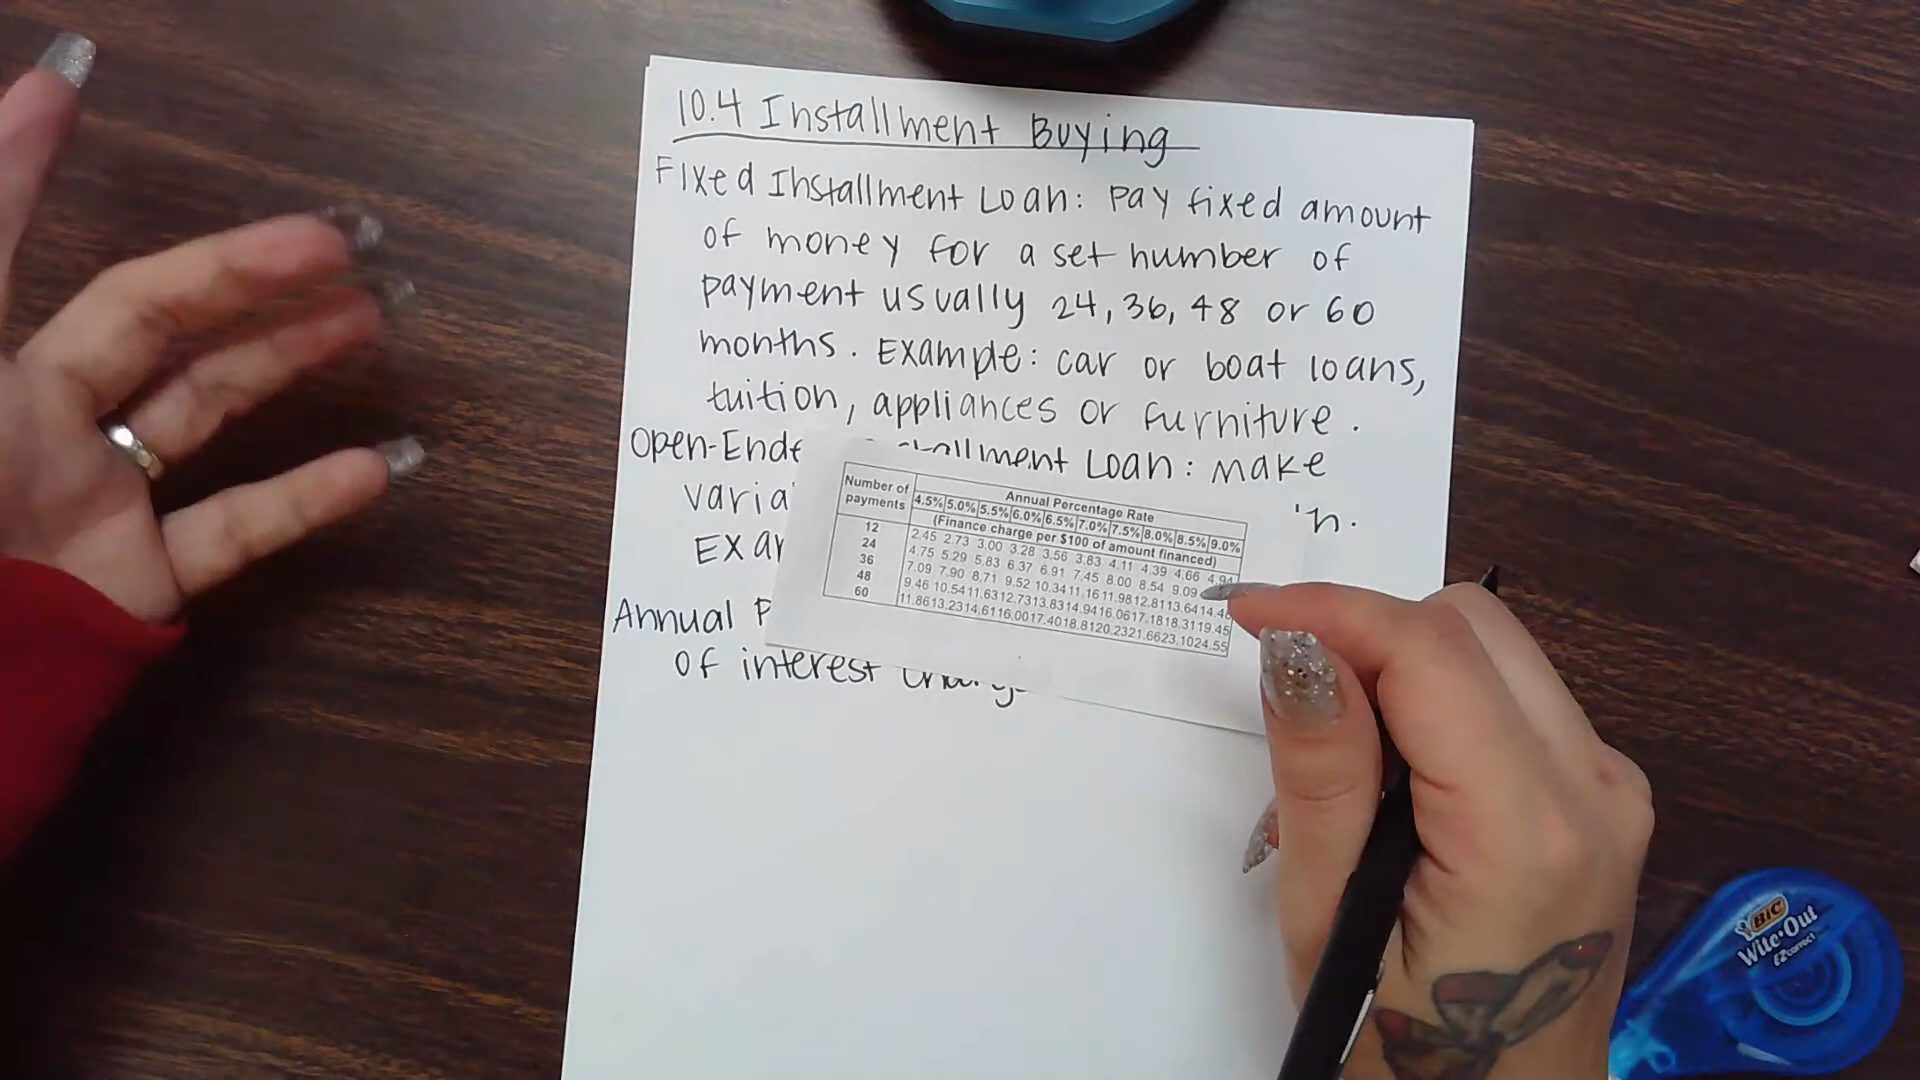 10.4 Installment Buying
Fixed Installment Loan: Pay fixed amount
of money for a set number of
payment usually 24, 36, 48 or 60
months. Example: car or boat loans,
tuition, appliances or furniture.
Open-Ende llment Loan: make
varia
Exam
Annual P
of interest charge
Number of payments
Annual Percentage Rate
4.5% 5.0% 5.5% 6.0% 6.5% 7.0% 7.5% 8.0% 8.5% 9.0%
(Finance charge per $100 of amount financed)
12 2.45 2.73 3.00 3.28 3.56 3.83 4.11 4.39 4.66 4.94
24 4.75 5.29 5.83 6.37 6.91 7.45 8.00 8.54 9.09
36 7.09 7.90 8.71 9.52 10.34 11.16 11.98 12.81 13.64 14.48
48 9.46 10.54 11.63 12.73 13.83 14.94 16.06 17.18 18.31 19.45
60 11.86 13.23 14.61 16.00 17.40 18.81 20.23 21.66 23.10 24.55
BIC
Wite-Out
EZcorrect